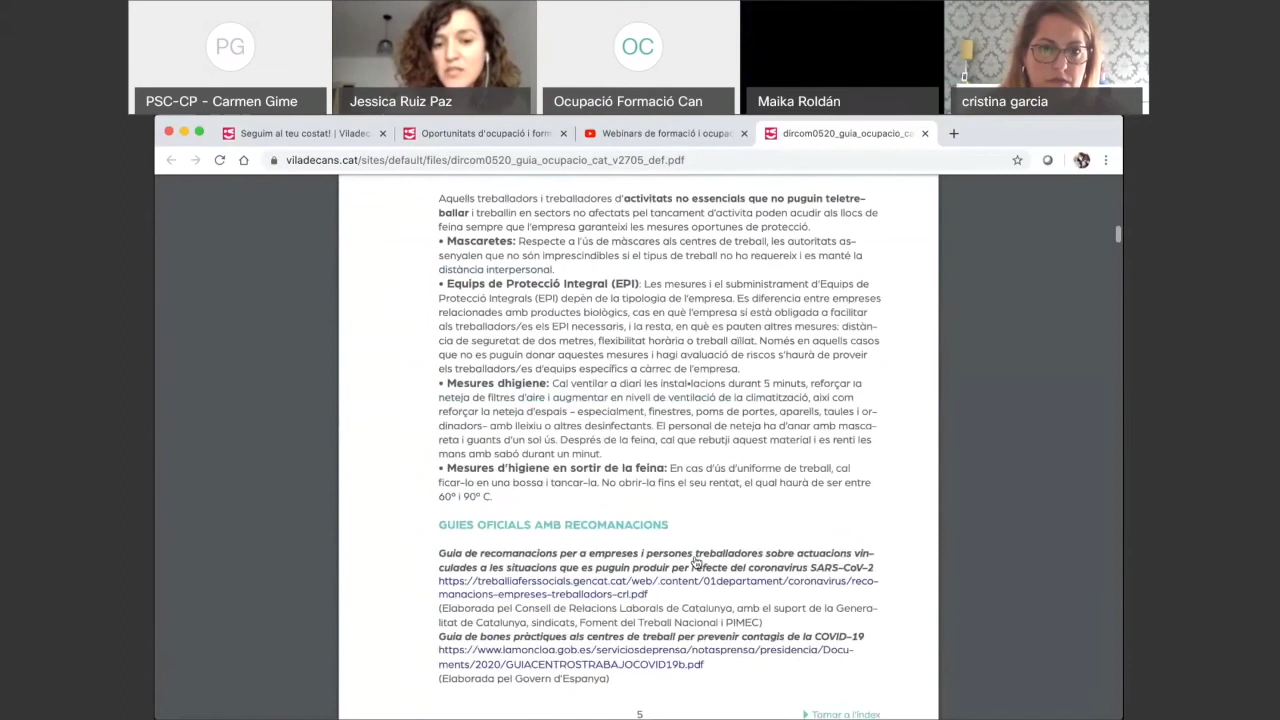 PG
OC
PSC-CP - Carmen Gime
Jessica Ruiz Paz
Ocupació Formació Can
Maika Roldán
cristina garcia
Seguim al teu costat! | Viladec
Oportunitats d'ocupació i form
Webinars de formació i ocupac
dircom0520_guia_ocupacio_ca
viladecans.cat/sites/default/files/dircom0520_guia_ocupacio_cat_v2705_def.pdf
Aquells treballadors i treballadores d'activitats no essencials que no puguin teletre-
ballar i treballin en sectors no afectats pel tancament d'activita poden acudir als llocs de
feina sempre que l'empresa garanteixi les mesures oportunes de protecció.
• Mascaretes: Respecte a l'ús de màscares als centres de treball, les autoritats as-
senyalen que no són imprescindibles si el tipus de treball no ho requereix i es manté la
distància interpersonal.
• Equips de Protecció Integral (EPI): Les mesures i el subministrament d'Equips de
Protecció Integrals (EPI) depèn de la tipologia de l'empresa. Es diferencia entre empreses
relacionades amb productes biològics, cas en què l'empresa si està obligada a facilitar
als treballadors/es els EPI necessaris, i la resta, en què es pauten altres mesures: distàn-
cia de seguretat de dos metres, flexibilitat horària o treball aïllat. Només en aquells casos
que no es puguin donar aquestes mesures i hagi avaluació de riscos s'haurà de proveir
els treballadors/es d'equips específics a càrrec de l'empresa.
• Mesures dhigiene: Cal ventilar a diari les instal•lacions durant 5 minuts, reforçar la
neteja de filtres d'aire i augmentar en nivell de ventilació de la climatització, així com
reforçar la neteja d'espais - especialment, finestres, poms de portes, aparells, taules i or-
dinadors- amb lleixiu o altres desinfectants. El personal de neteja ha d'anar amb masca-
reta i guants d'un sol ús. Després de la feina, cal que rebutji aquest material i es renti les
mans amb sabó durant un minut.
• Mesures d'higiene en sortir de la feina: En cas d'ús d'uniforme de treball, cal
ficar-lo en una bossa i tancar-la. No obrir-la fins el seu rentat, el qual haurà de ser entre
60º i 90º C.
GUIES OFICIALS AMB RECOMANACIONS
Guia de recomanacions per a empreses i persones treballadores sobre actuacions vin-
culades a les situacions que es puguin produir per l'efecte del coronavirus SARS-CoV-2
https://treballiaferssocials.gencat.cat/web/.content/01departament/coronavirus/reco-
manacions-empreses-treballadors-crl.pdf
(Elaborada pel Consell de Relacions Laborals de Catalunya, amb el suport de la Genera-
litat de Catalunya, sindicats, Foment del Treball Nacional i PIMEC)
Guia de bones pràctiques als centres de treball per prevenir contagis de la COVID-19
https://www.lamoncloa.gob.es/serviciosdeprensa/notasprensa/presidencia/Docu-
ments/2020/GUIACENTROSTRABAJOCOVID19b.pdf
(Elaborada pel Govern d'Espanya)
5
Tornar a l'índex